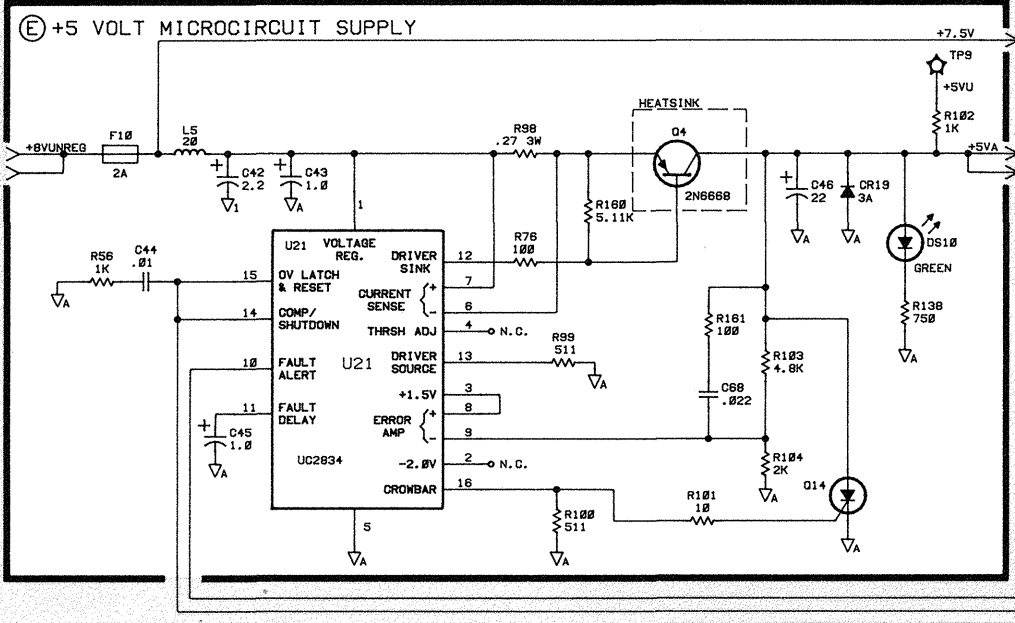 E +5 VOLT MICROCIRCUIT SUPPLY
+7.5V
TP9
+5VU
R102
1K
HEATSINK
Q4
2N6668
+8VUNREG
F10
2A
L5
20
C42
2.2
1
C43
1.0
A
R98
.27 3W
R160
5.11K
R76
100
+5VA
C46
22
A
CR19
3A
A
DS10
GREEN
R138
750
A
R56
1K
A
C44
.01
1
U21
VOLTAGE
REG.
DRIVER
SINK
12
15
OV LATCH
& RESET
CURRENT
SENSE
+
7
-
6
14
COMP/
SHUTDOWN
THRSH ADJ
4
N.C.
10
FAULT
ALERT
U21
DRIVER
SOURCE
13
R99
511
A
+1.5V
3
11
FAULT
DELAY
ERROR
AMP
+
8
-
9
C45
1.0
A
UC2834
-2.0V
2
N.C.
CROWBAR
16
5
A
R100
511
A
R101
10
R161
100
C68
.022
R103
4.8K
R104
2K
A
Q14
A